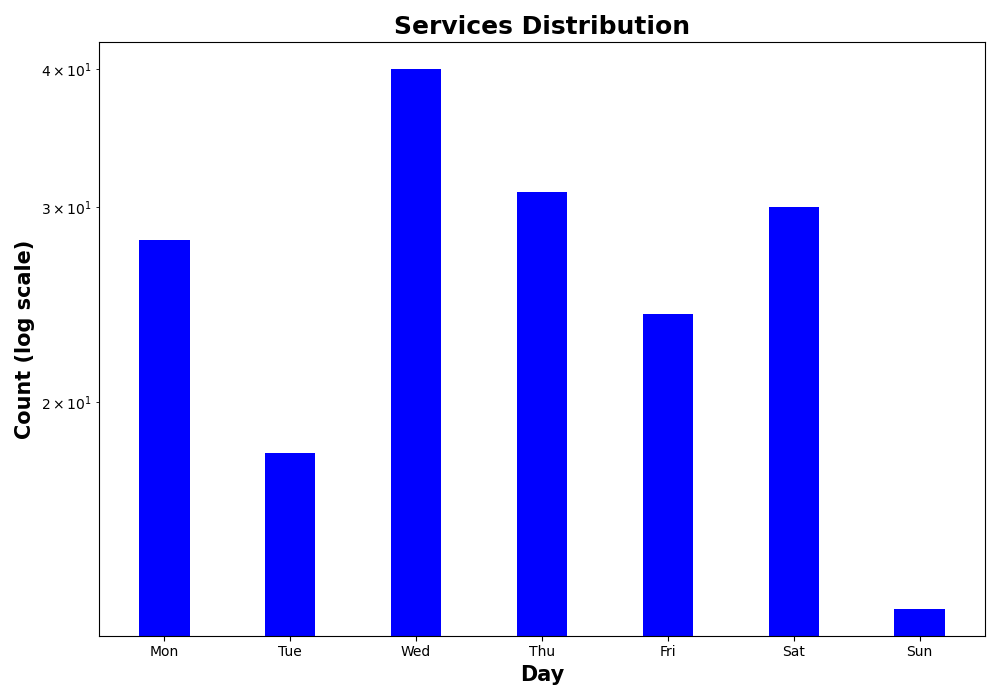 Services Distribution
Count (log scale)
4 × 10¹
3 × 10¹
2 × 10¹
Mon Tue Wed Thu Fri Sat Sun
Day